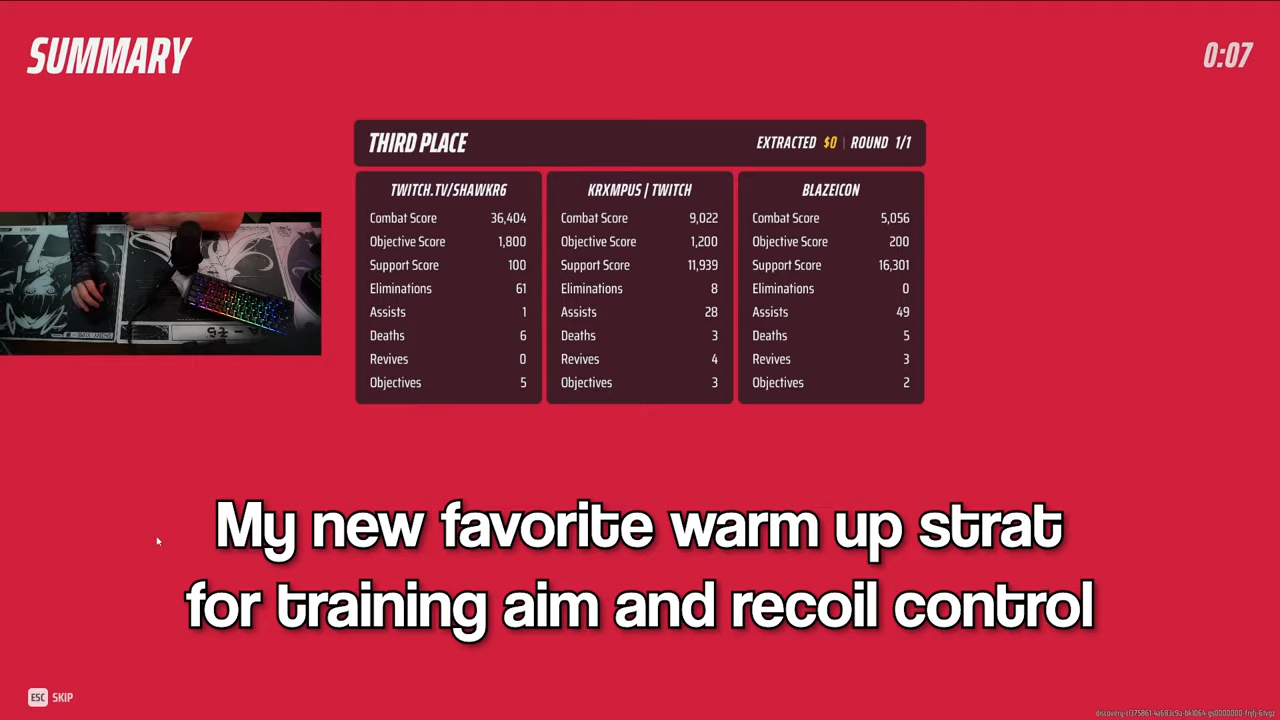 SUMMARY
0:07
THIRD PLACE
EXTRACTED $0 | ROUND 1/1
TWITCH.TV/SHAWKR6
Combat Score 36,404
Objective Score 1,800
Support Score 100
Eliminations 61
Assists 1
Deaths 6
Revives 0
Objectives 5
KRXMPUS | TWITCH
Combat Score 9,022
Objective Score 1,200
Support Score 11,939
Eliminations 8
Assists 28
Deaths 3
Revives 4
Objectives 3
BLAZEICON
Combat Score 5,056
Objective Score 200
Support Score 16,301
Eliminations 0
Assists 49
Deaths 5
Revives 3
Objectives 2
My new favorite warm up strat
for training aim and recoil control
ESC SKIP